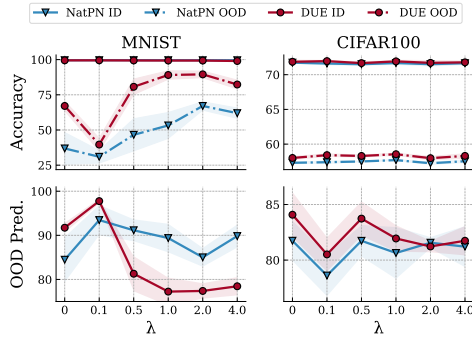 NatPN ID NatPN OOD DUE ID DUE OOD
MNIST CIFAR100
Accuracy
100
75
50
25
70
60
OOD Pred.
100
90
80
85
80
0 0.1 0.5 1.0 2.0 4.0
0 0.1 0.5 1.0 2.0 4.0
λ λ